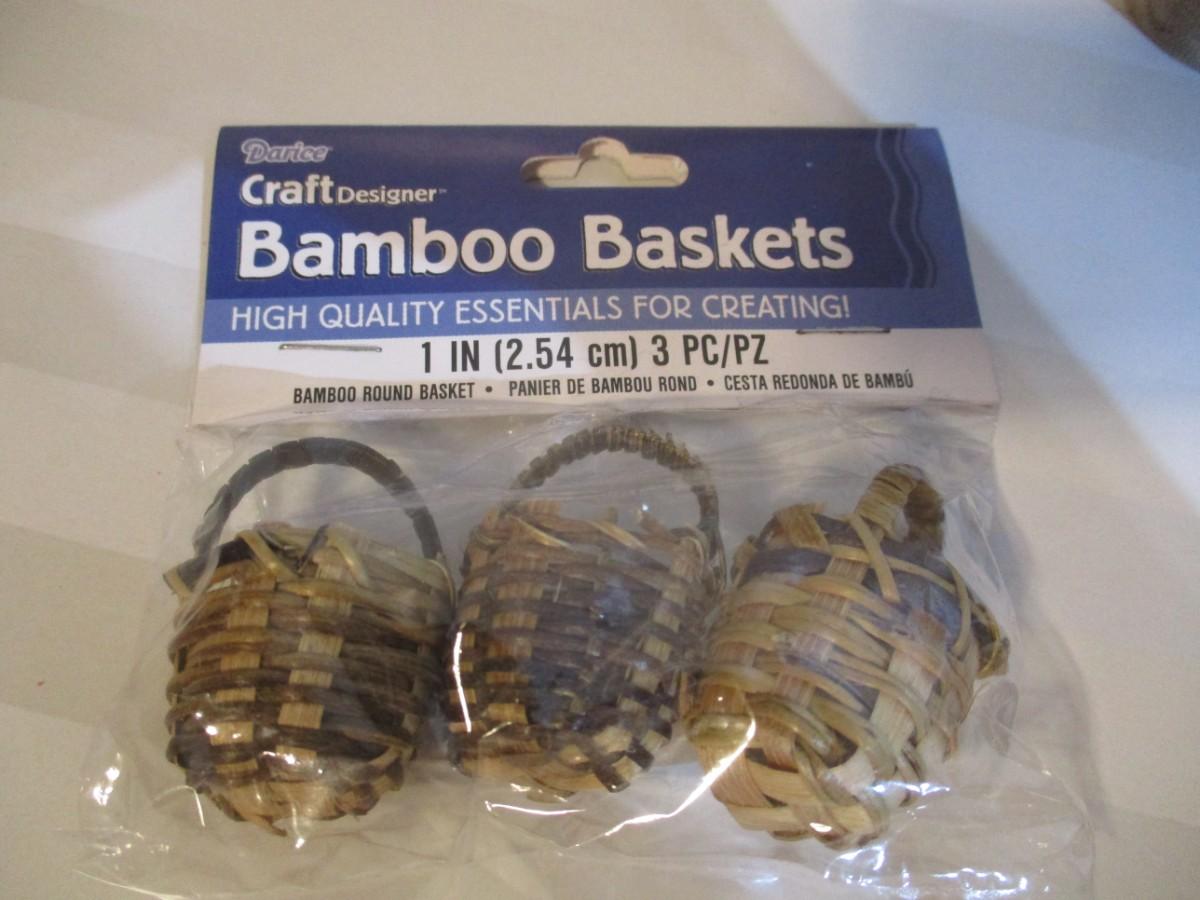 Darice
Craft Designer™
Bamboo Baskets
HIGH QUALITY ESSENTIALS FOR CREATING!
1 IN (2.54 cm) 3 PC/PZ
BAMBOO ROUND BASKET • PANIER DE BAMBOU ROND • CESTA REDONDA DE BAMBÚ